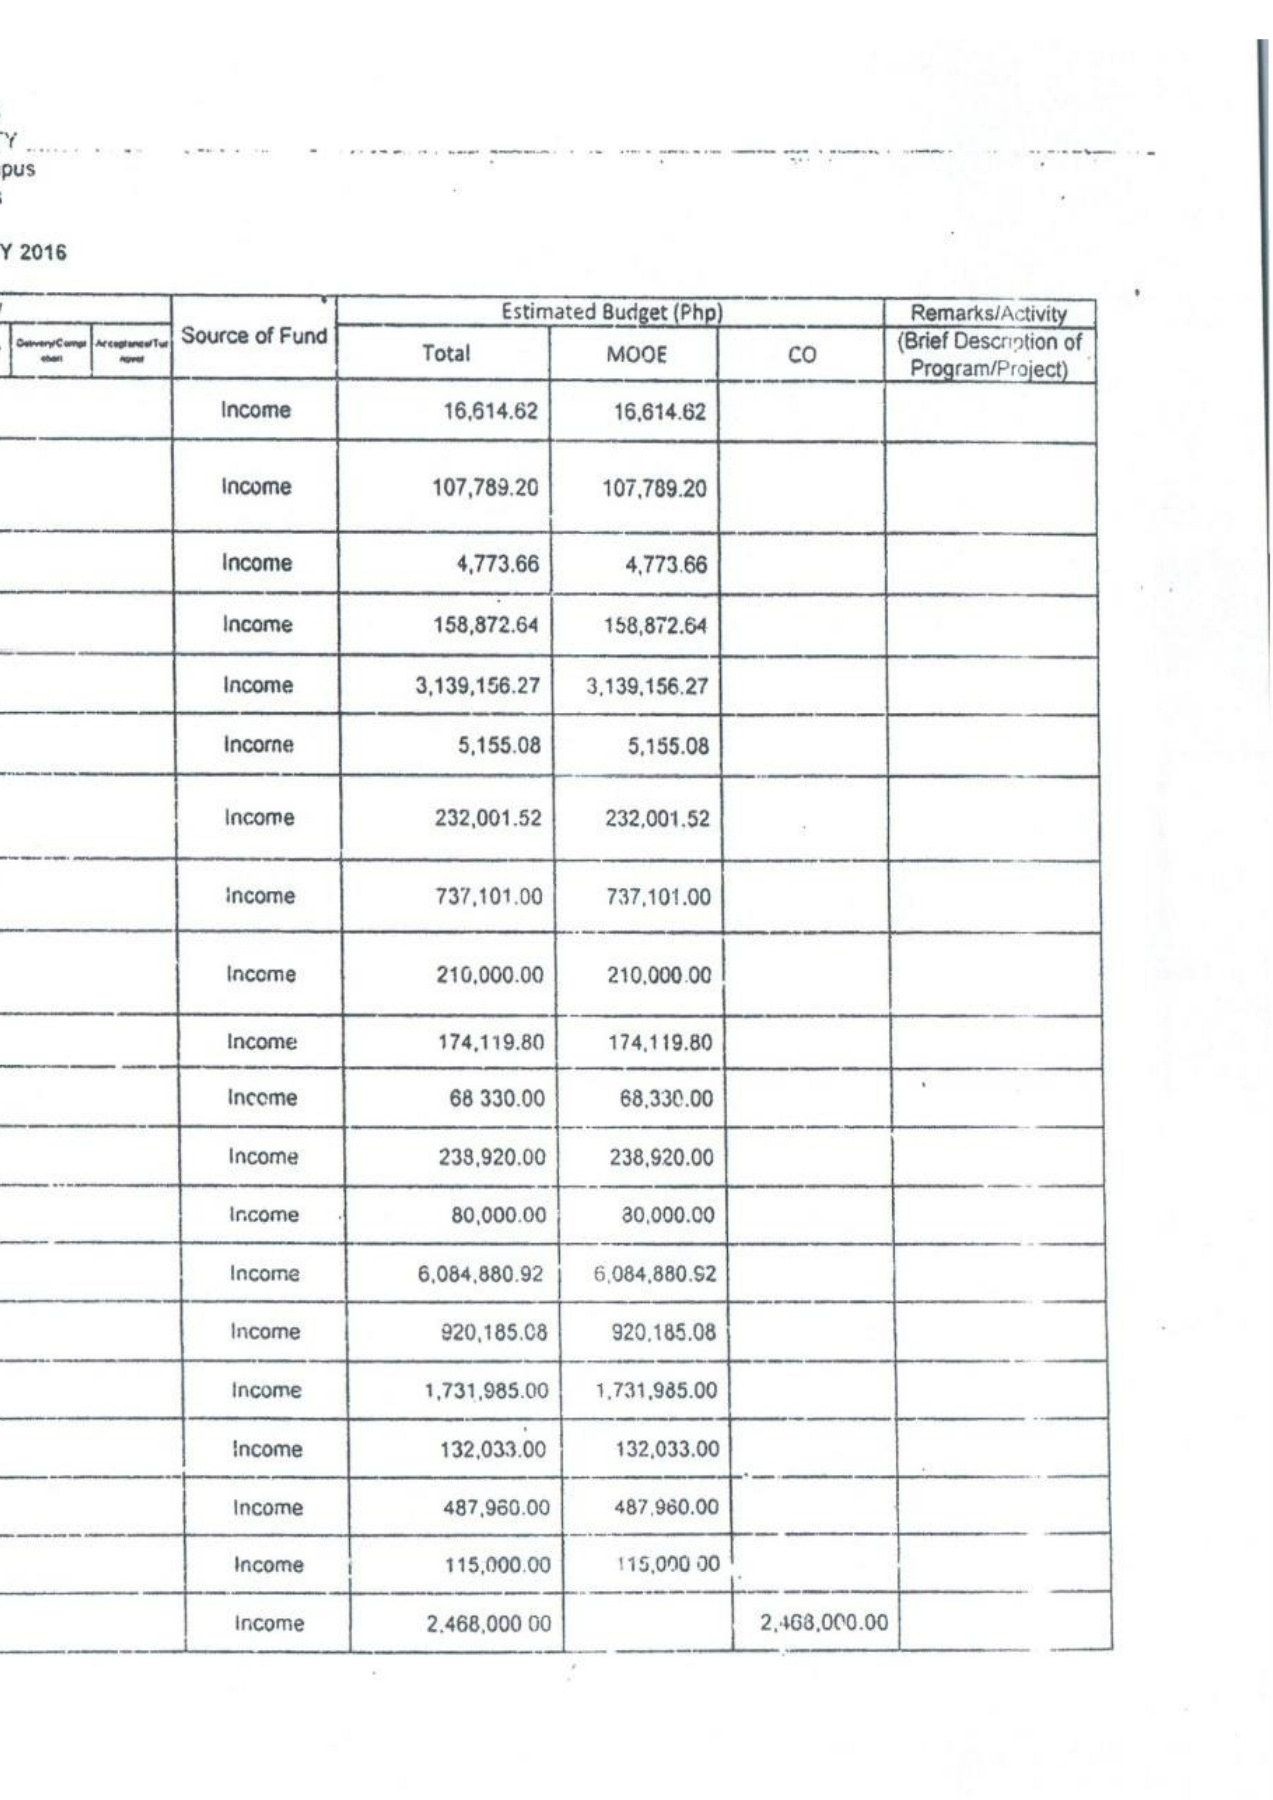 TY
pus
Y 2016
Source of Fund
Estimated Budget (Php)
Remarks/Activity
Total
MOOE
CO
(Brief Description of
Program/Project)
Income 16,614.62 16,614.62
Income 107,789.20 107,789.20
Income 4,773.66 4,773.66
Income 158,872.64 158,872.64
Income 3,139,156.27 3,139,156.27
Income 5,155.08 5,155.08
Income 232,001.52 232,001.52
Income 737,101.00 737,101.00
Income 210,000.00 210,000.00
Income 174,119.80 174,119.80
Income 68 330.00 68,330.00
Income 238,920.00 238,920.00
Income 80,000.00 80,000.00
Income 6,084,880.92 6,084,880.92
Income 920,185.08 920,185.08
Income 1,731,985.00 1,731,985.00
Income 132,033.00 132,033.00
Income 487,960.00 487,960.00
Income 115,000.00 115,000 00
Income 2,468,000 00 2,468,000.00